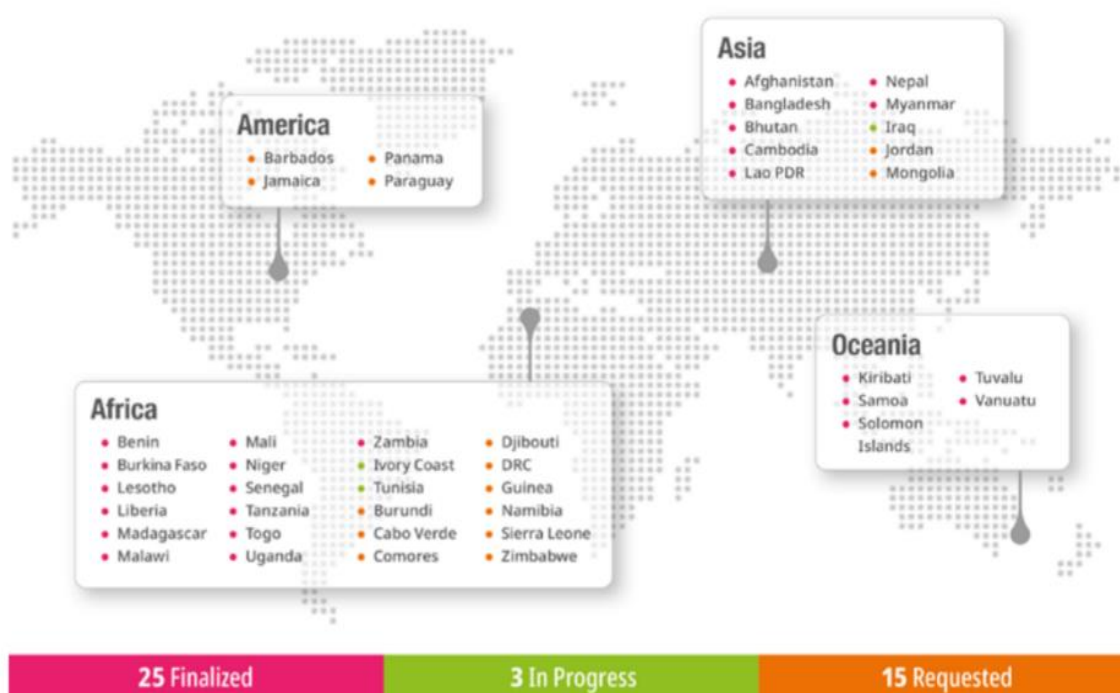 America
Barbados
Jamaica
Panama
Paraguay
Asia
Afghanistan
Bangladesh
Bhutan
Cambodia
Lao PDR
Nepal
Myanmar
Iraq
Jordan
Mongolia
Africa
Benin
Burkina Faso
Lesotho
Liberia
Madagascar
Malawi
Mali
Niger
Senegal
Tanzania
Togo
Uganda
Zambia
Ivory Coast
Tunisia
Burundi
Cabo Verde
Comores
Djibouti
DRC
Guinea
Namibia
Sierra Leone
Zimbabwe
Oceania
Kiribati
Samoa
Solomon
Islands
Tuvalu
Vanuatu
25 Finalized
3 In Progress
15 Requested